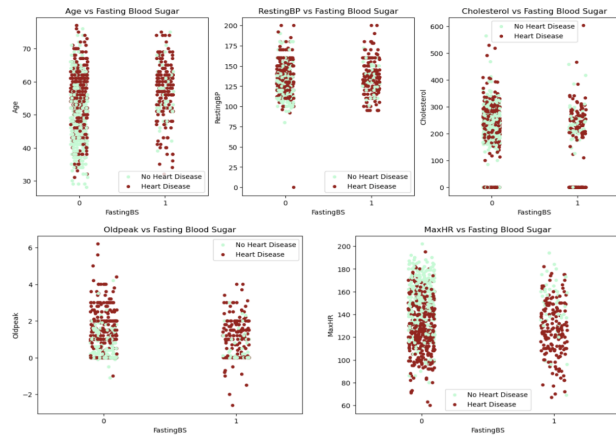 Age vs Fasting Blood Sugar
Age
70
60
50
40
30
No Heart Disease
Heart Disease
0
1
FastingBS
RestingBP vs Fasting Blood Sugar
RestingBP
200
175
150
125
100
75
50
25
0
No Heart Disease
Heart Disease
0
1
FastingBS
Cholesterol vs Fasting Blood Sugar
No Heart Disease
Heart Disease
Cholesterol
600
500
400
300
200
100
0
0
1
FastingBS
Oldpeak vs Fasting Blood Sugar
No Heart Disease
Heart Disease
Oldpeak
6
4
2
0
−2
0
1
FastingBS
MaxHR vs Fasting Blood Sugar
MaxHR
200
180
160
140
120
100
80
60
No Heart Disease
Heart Disease
0
1
FastingBS